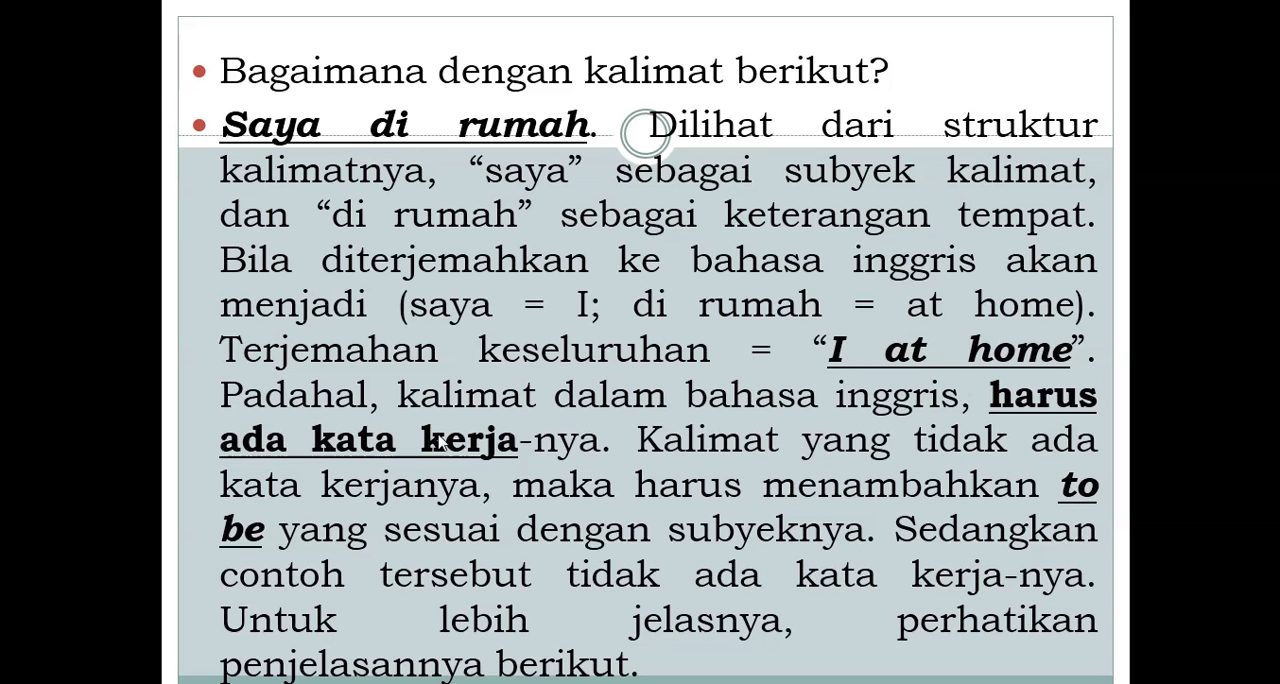 Bagaimana dengan kalimat berikut?
Saya di rumah. Dilihat dari struktur
kalimatnya, “saya” sebagai subyek kalimat,
dan “di rumah” sebagai keterangan tempat.
Bila diterjemahkan ke bahasa inggris akan
menjadi (saya = I; di rumah = at home).
Terjemahan keseluruhan = “I at home”.
Padahal, kalimat dalam bahasa inggris, harus
ada kata kerja-nya. Kalimat yang tidak ada
kata kerjanya, maka harus menambahkan to
be yang sesuai dengan subyeknya. Sedangkan
contoh tersebut tidak ada kata kerja-nya.
Untuk lebih jelasnya, perhatikan
penjelasannya berikut.